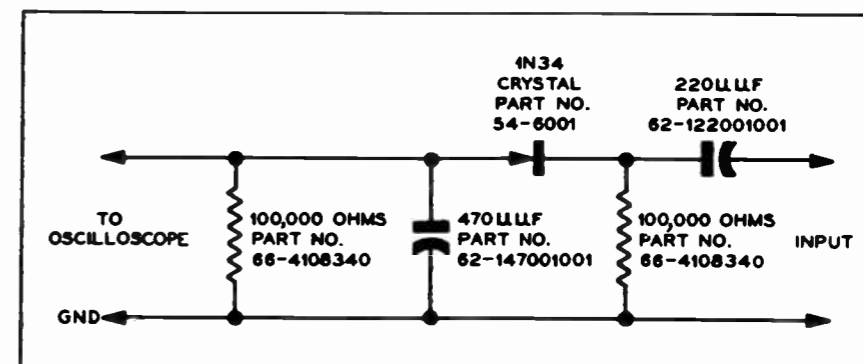 1N34
CRYSTAL
PART NO.
54-6001
220UUF
PART NO.
62-122001001
TO
OSCILLOSCOPE
100,000 OHMS
PART NO.
66-4108340
470UUF
PART NO.
62-147001001
100,000 OHMS
PART NO.
66-4108340
INPUT
GND